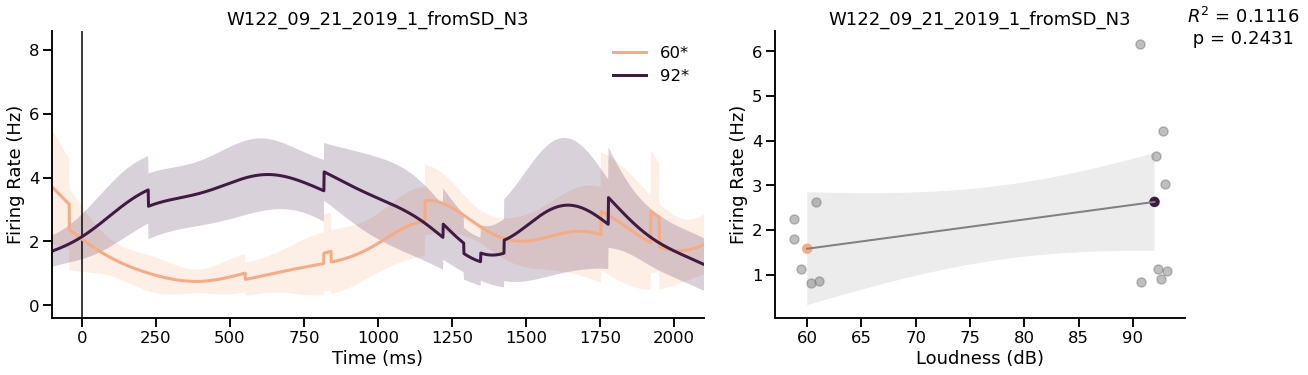 W122_09_21_2019_1_fromSD_N3
8
6
4
2
0
Firing Rate (Hz)
0 250 500 750 1000 1250 1500 1750 2000
Time (ms)
60*
92*
W122_09_21_2019_1_fromSD_N3
R² = 0.1116
p = 0.2431
6
5
4
3
2
1
Firing Rate (Hz)
60 65 70 75 80 85 90
Loudness (dB)